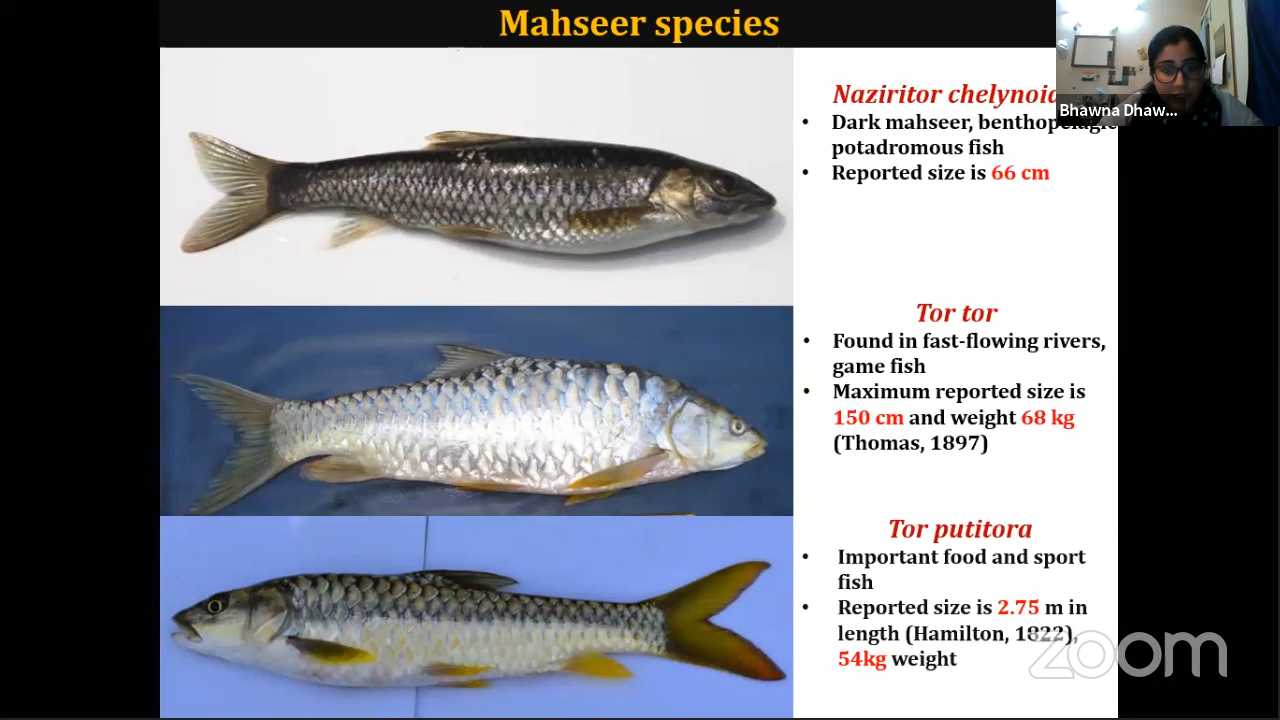 Mahseer species
Bhawna Dhaw...
Naziritor chelynoid
• Dark mahseer, benthopelagic
potadromous fish
• Reported size is 66 cm
Tor tor
• Found in fast-flowing rivers,
game fish
• Maximum reported size is
150 cm and weight 68 kg
(Thomas, 1897)
Tor putitora
• Important food and sport
fish
• Reported size is 2.75 m in
length (Hamilton, 1822),
54kg weight
zoom